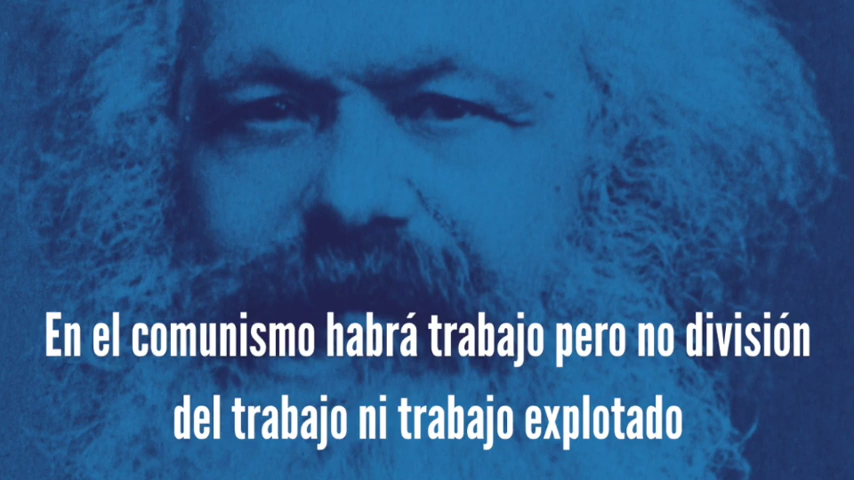 En el comunismo habrá trabajo pero no división
del trabajo ni trabajo explotado